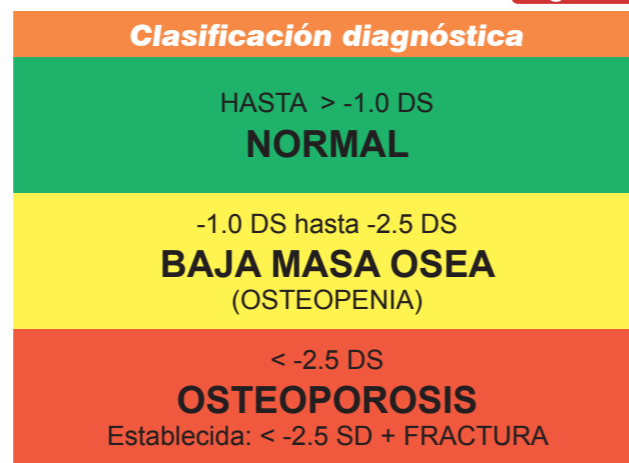 Clasificación diagnóstica
HASTA > -1.0 DS
NORMAL
-1.0 DS hasta -2.5 DS
BAJA MASA OSEA
(OSTEOPENIA)
< -2.5 DS
OSTEOPOROSIS
Establecida: < -2.5 SD + FRACTURA